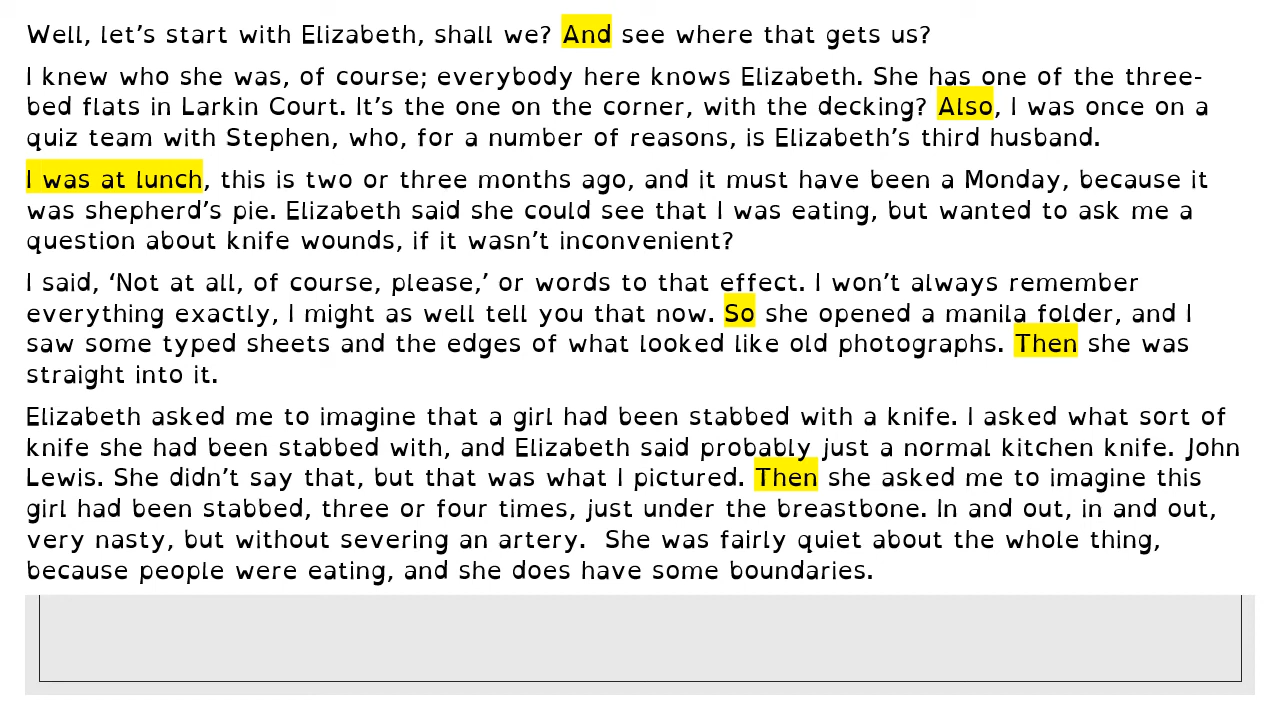 Well, let’s start with Elizabeth, shall we? And see where that gets us?
I knew who she was, of course; everybody here knows Elizabeth. She has one of the three-
bed flats in Larkin Court. It’s the one on the corner, with the decking? Also, I was once on a
quiz team with Stephen, who, for a number of reasons, is Elizabeth’s third husband.
I was at lunch, this is two or three months ago, and it must have been a Monday, because it
was shepherd’s pie. Elizabeth said she could see that I was eating, but wanted to ask me a
question about knife wounds, if it wasn’t inconvenient?
I said, ‘Not at all, of course, please,’ or words to that effect. I won’t always remember
everything exactly, I might as well tell you that now. So she opened a manila folder, and I
saw some typed sheets and the edges of what looked like old photographs. Then she was
straight into it.
Elizabeth asked me to imagine that a girl had been stabbed with a knife. I asked what sort of
knife she had been stabbed with, and Elizabeth said probably just a normal kitchen knife. John
Lewis. She didn’t say that, but that was what I pictured. Then she asked me to imagine this
girl had been stabbed, three or four times, just under the breastbone. In and out, in and out,
very nasty, but without severing an artery.  She was fairly quiet about the whole thing,
because people were eating, and she does have some boundaries.